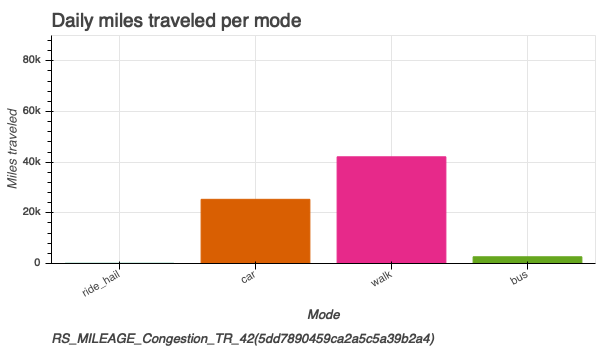 Daily miles traveled per mode
Miles traveled
80k
60k
40k
20k
0
ride_hail
car
walk
bus
Mode
RS_MILEAGE_Congestion_TR_42(5dd7890459ca2a5c5a39b2a4)